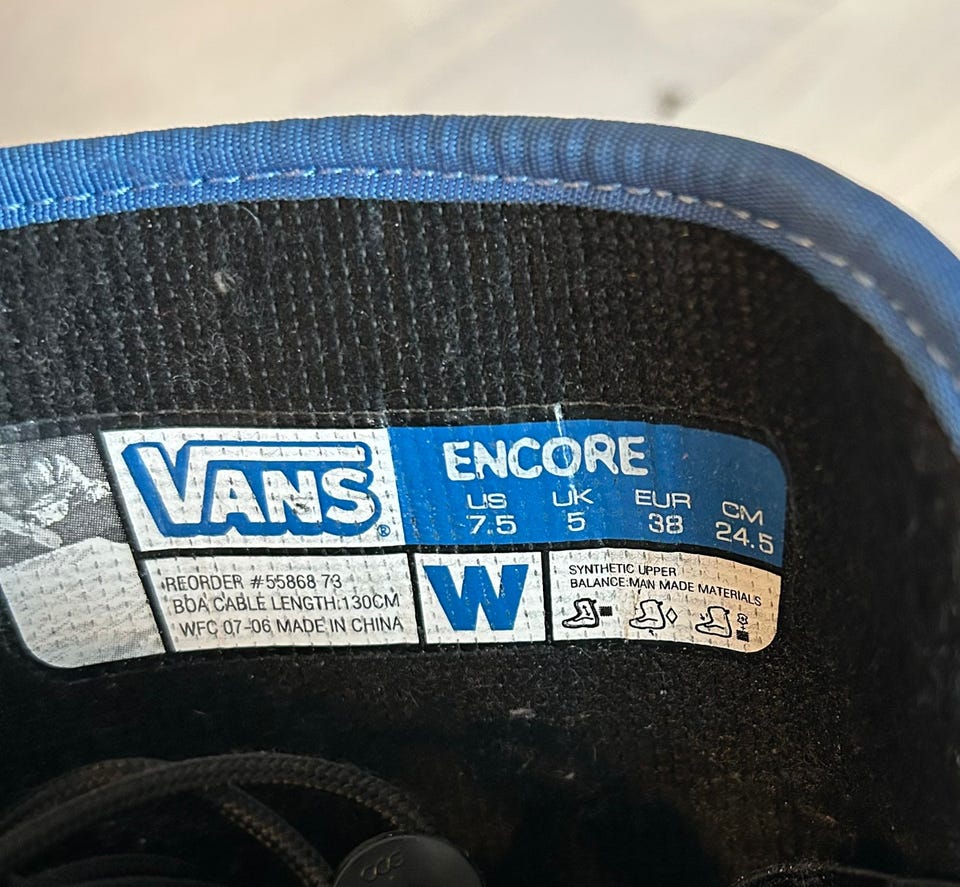 VANS®
ENCORE
US UK EUR CM
7.5 5 38 24.5
REORDER #55868 73
BOA CABLE LENGTH:130CM
WFC 07-06 MADE IN CHINA
W
SYNTHETIC UPPER
BALANCE:MAN MADE MATERIALS